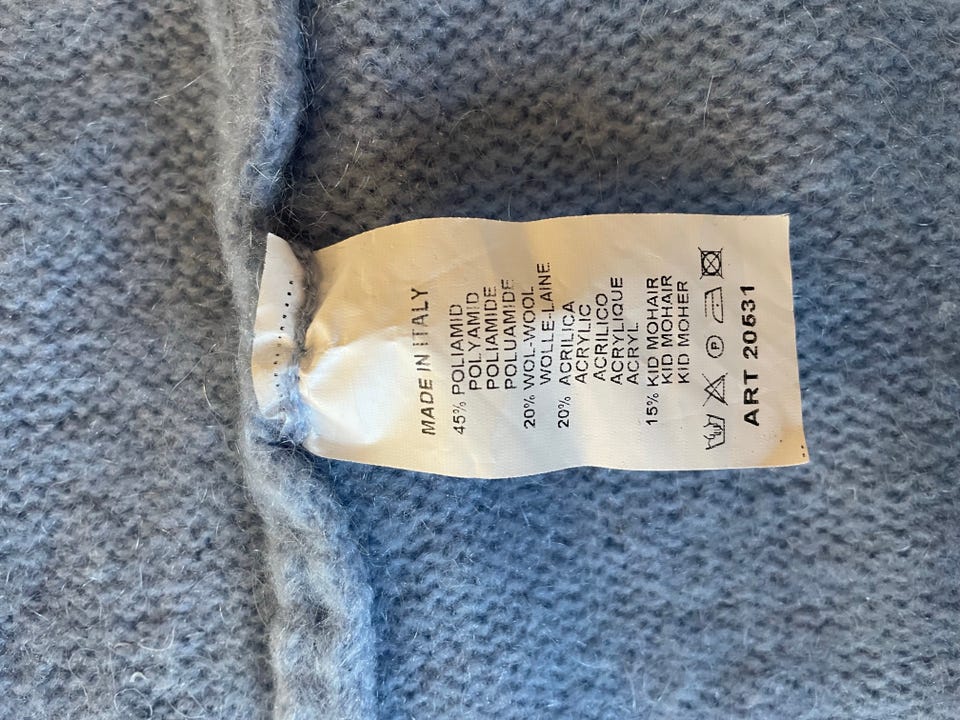 MADE IN ITALY
45% POLIAMID
POLYAMID
POLIAMIDE
POLUAMIDE
20% WOL-WOOL
WOLLE-LAINE
20% ACRILICA
ACRYLIC
ACRILICO
ACRYLIQUE
ACRYL
15% KID MOHAIR
KID MOHAIR
KID MOHER
P
ART 20531